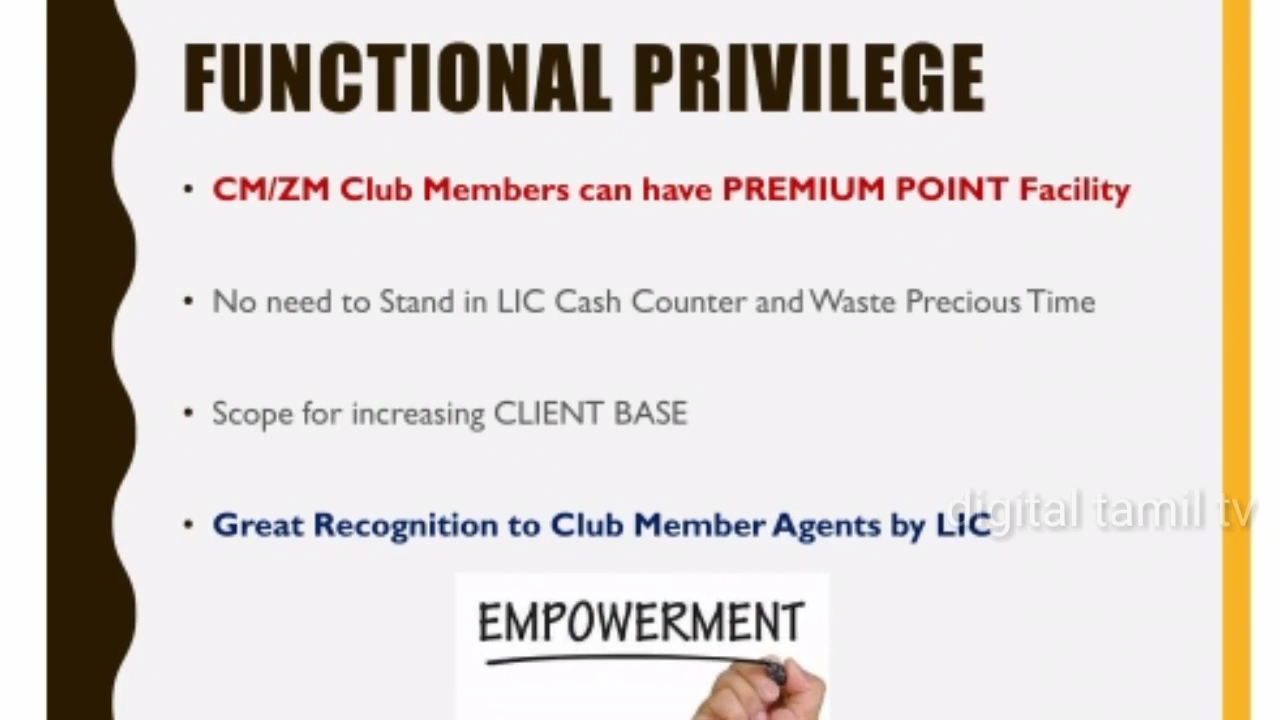 FUNCTIONAL PRIVILEGE
• CM/ZM Club Members can have PREMIUM POINT Facility
• No need to Stand in LIC Cash Counter and Waste Precious Time
• Scope for increasing CLIENT BASE
• Great Recognition to Club Member Agents by LIC
digital tamil tv
EMPOWERMENT